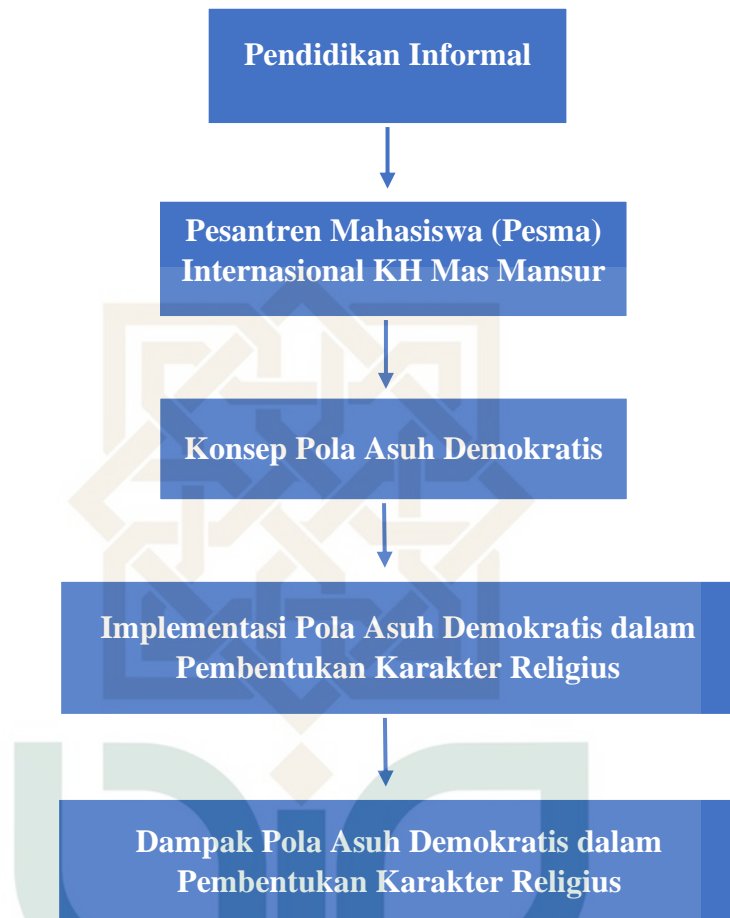 Pendidikan Informal
Pesantren Mahasiswa (Pesma)
Internasional KH Mas Mansur
Konsep Pola Asuh Demokratis
Implementasi Pola Asuh Demokratis dalam
Pembentukan Karakter Religius
Dampak Pola Asuh Demokratis dalam
Pembentukan Karakter Religius